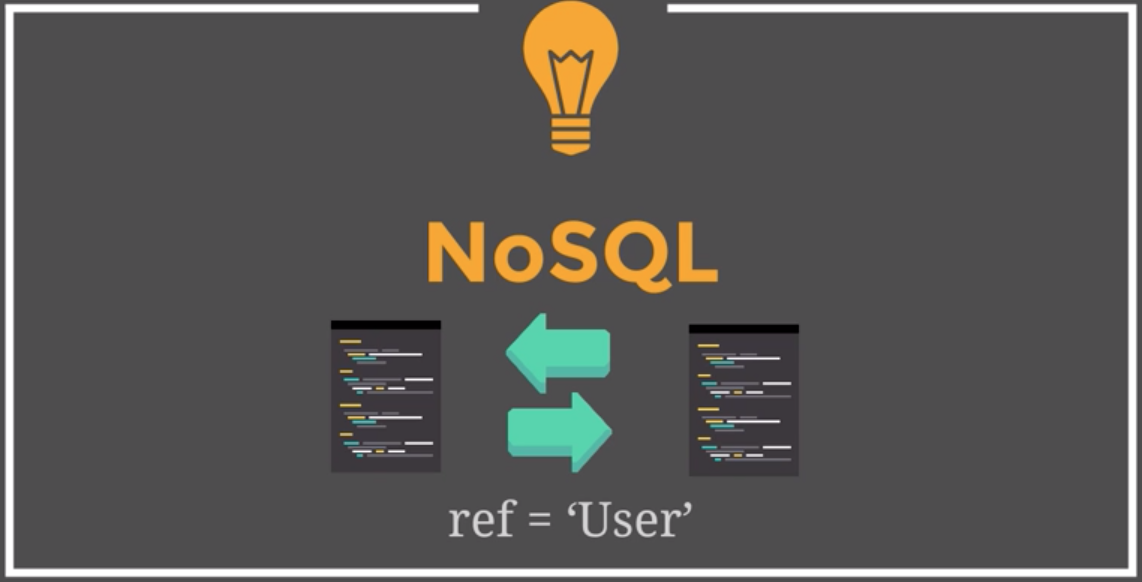 NoSQL
ref = ‘User’